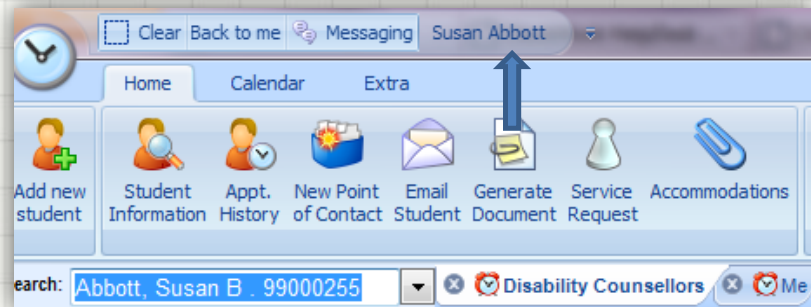 Clear Back to me Messaging Susan Abbott
Home Calendar Extra
Add new student
Student Information
Appt. History
New Point of Contact
Email Student
Generate Document
Service Request
Accommodations
earch: Abbott, Susan B . 99000255 Disability Counsellors Me